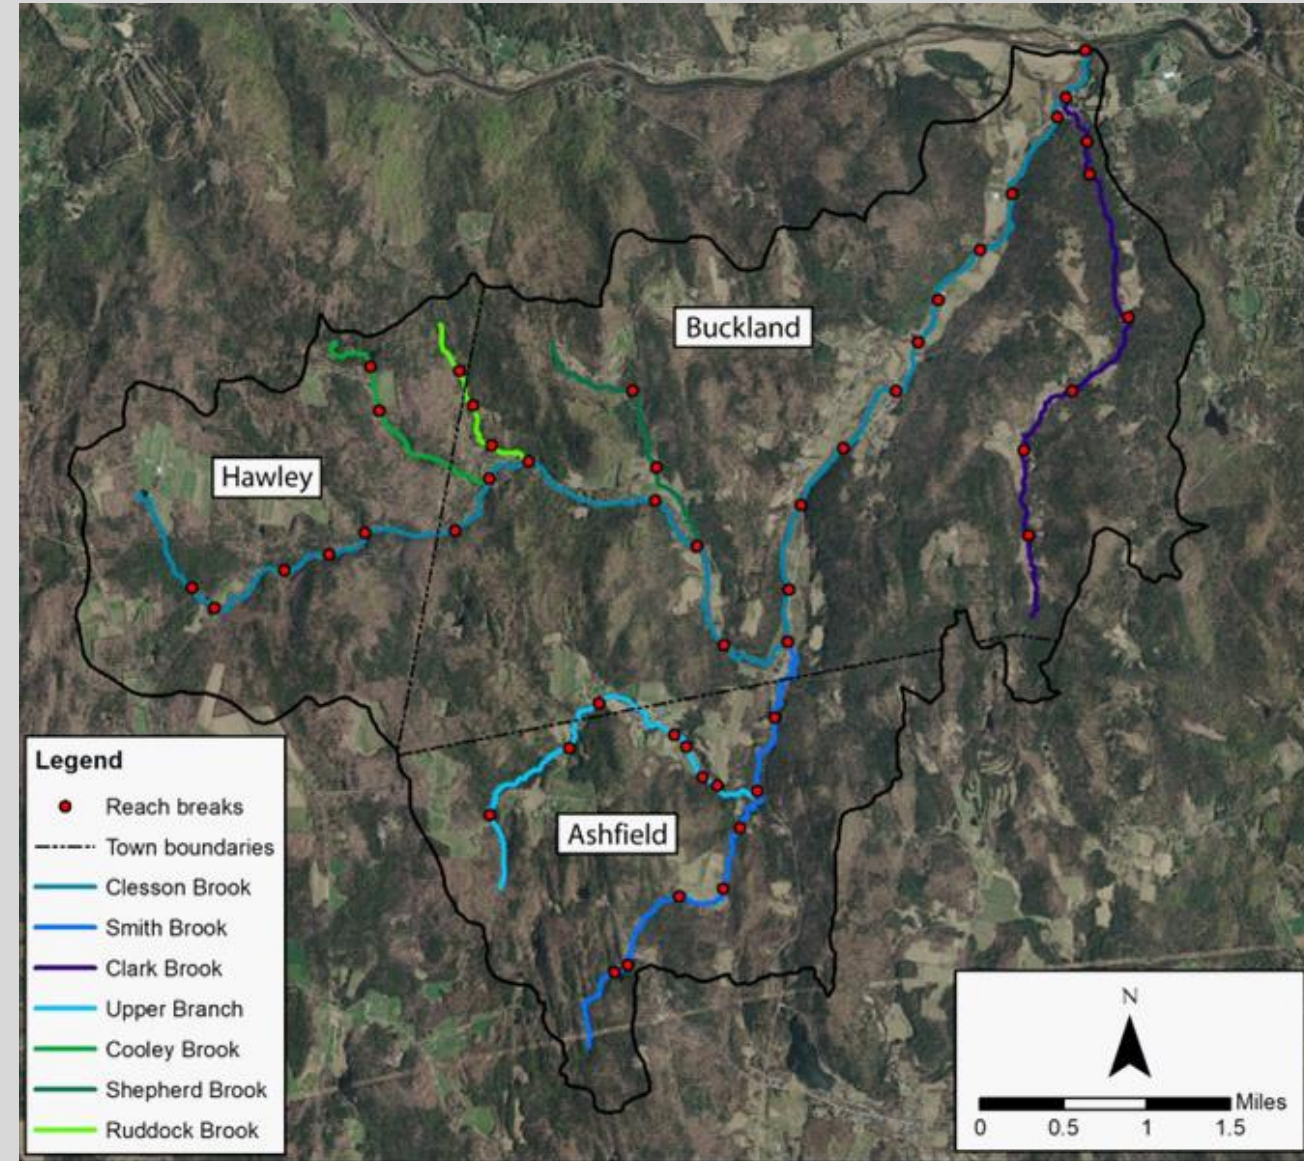 Buckland
Hawley
Ashfield
Legend
Reach breaks
Town boundaries
Clesson Brook
Smith Brook
Clark Brook
Upper Branch
Cooley Brook
Shepherd Brook
Ruddock Brook
N
Miles
0 0.5 1 1.5